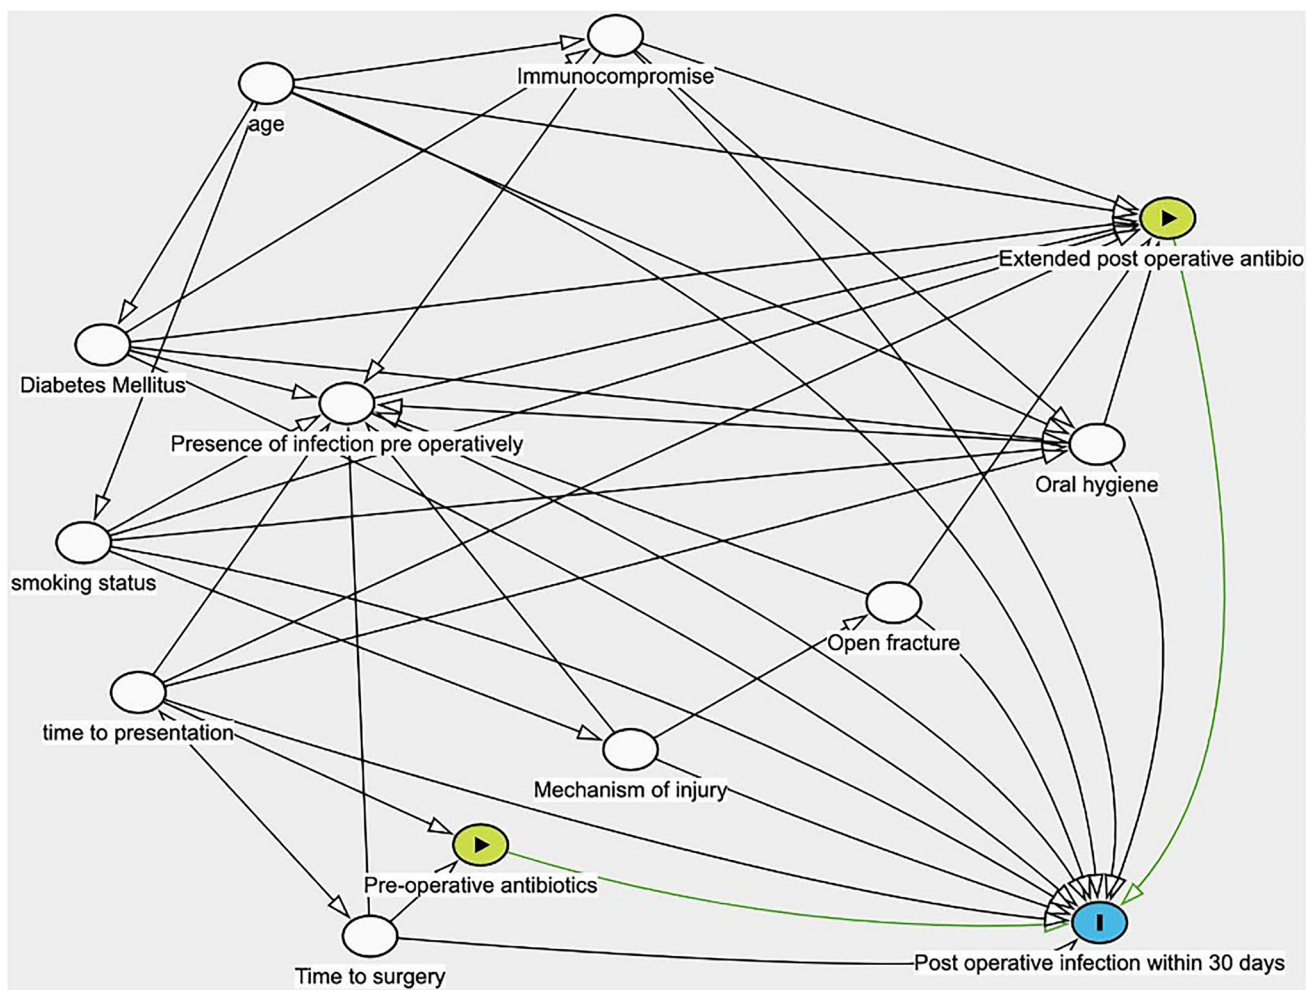 Immunocompromise
age
Extended post operative antibio
Diabetes Mellitus
Presence of infection pre operatively
Oral hygiene
smoking status
Open fracture
time to presentation
Mechanism of injury
Pre-operative antibiotics
Post operative infection within 30 days
Time to surgery